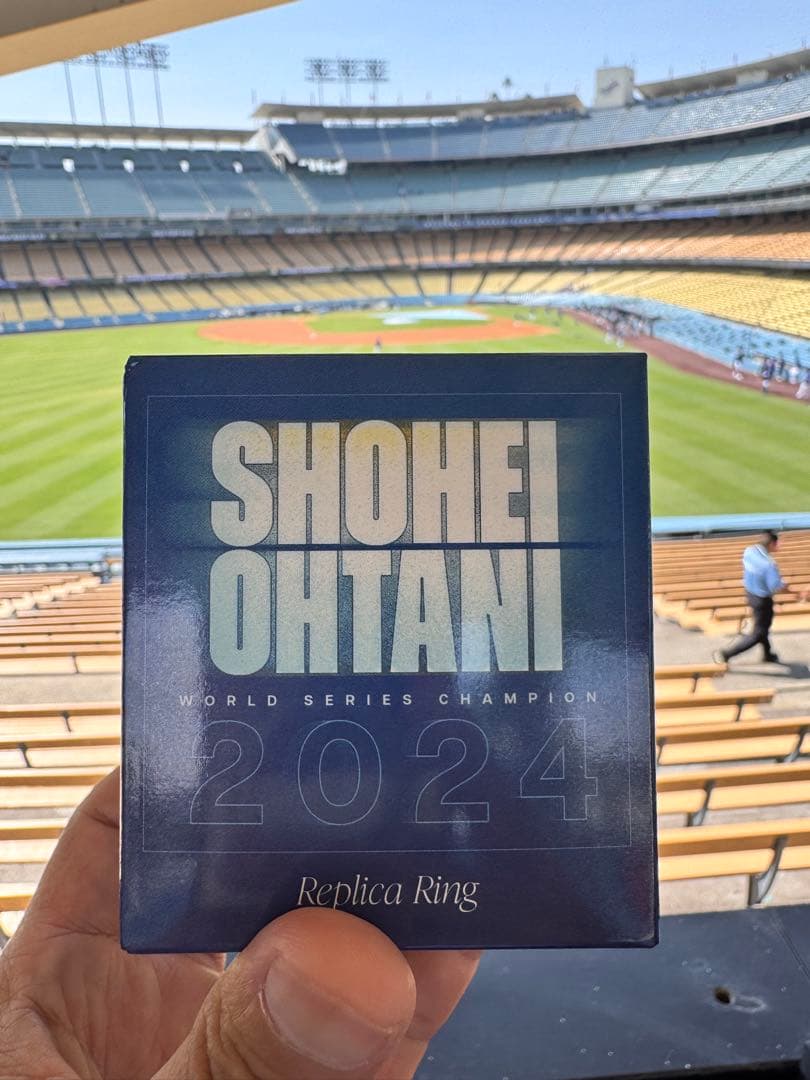 SHOHEI
OHTANI
WORLD SERIES CHAMPION
2024
Replica Ring